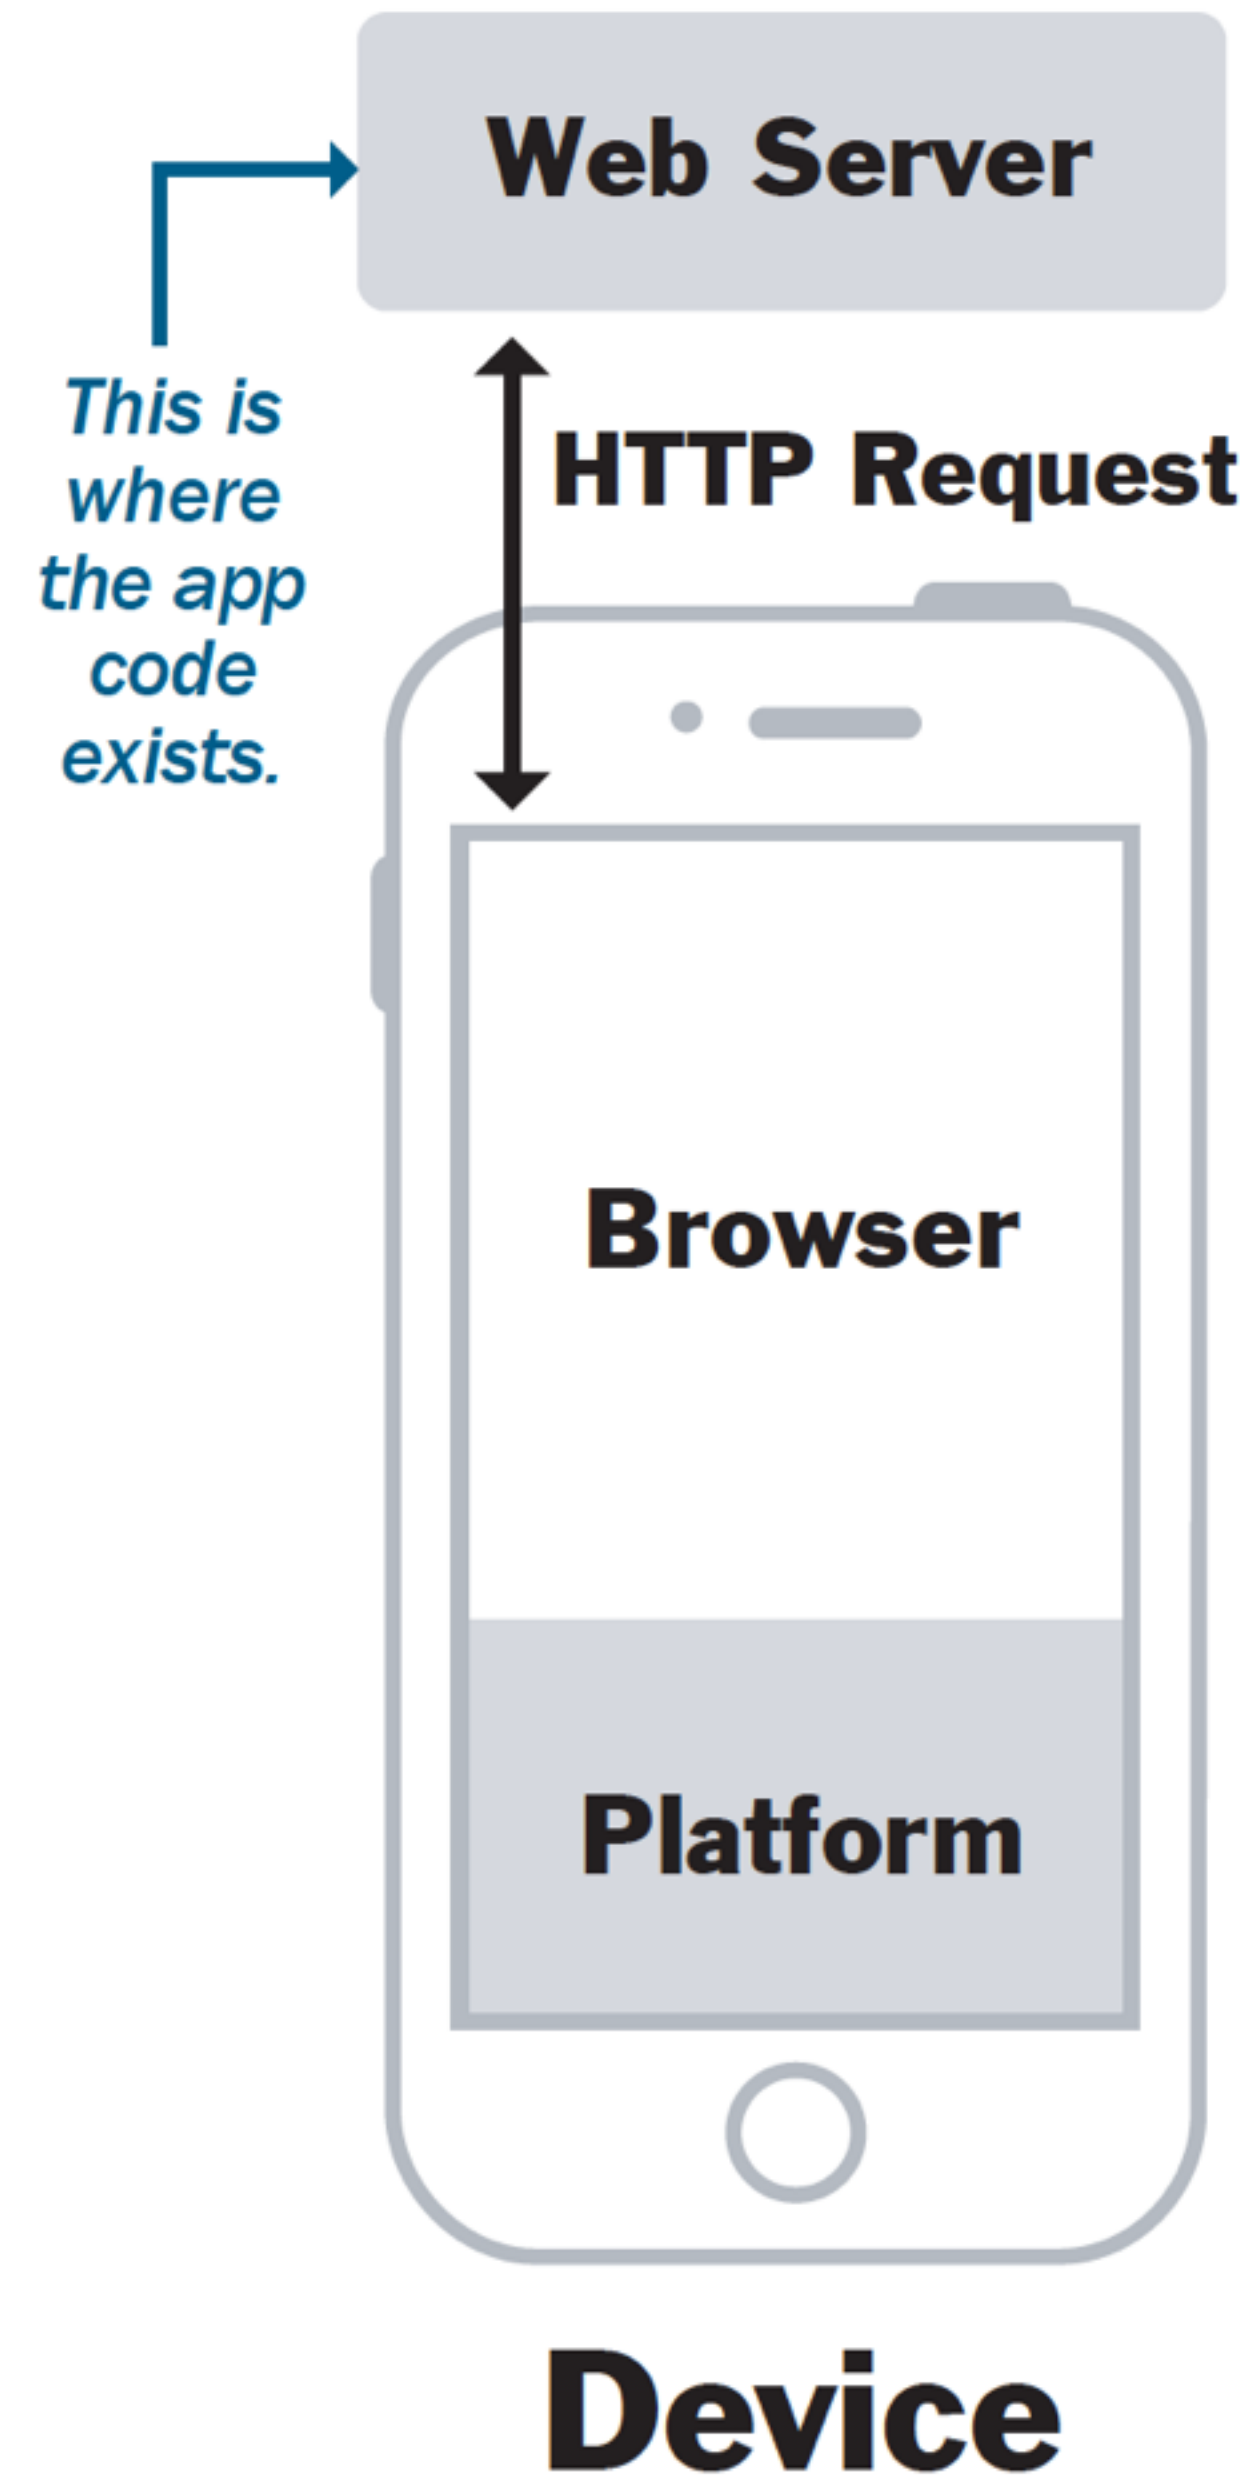 Web Server
This is
where
the app
code
exists.
HTTP Request
Browser
Platform
Device